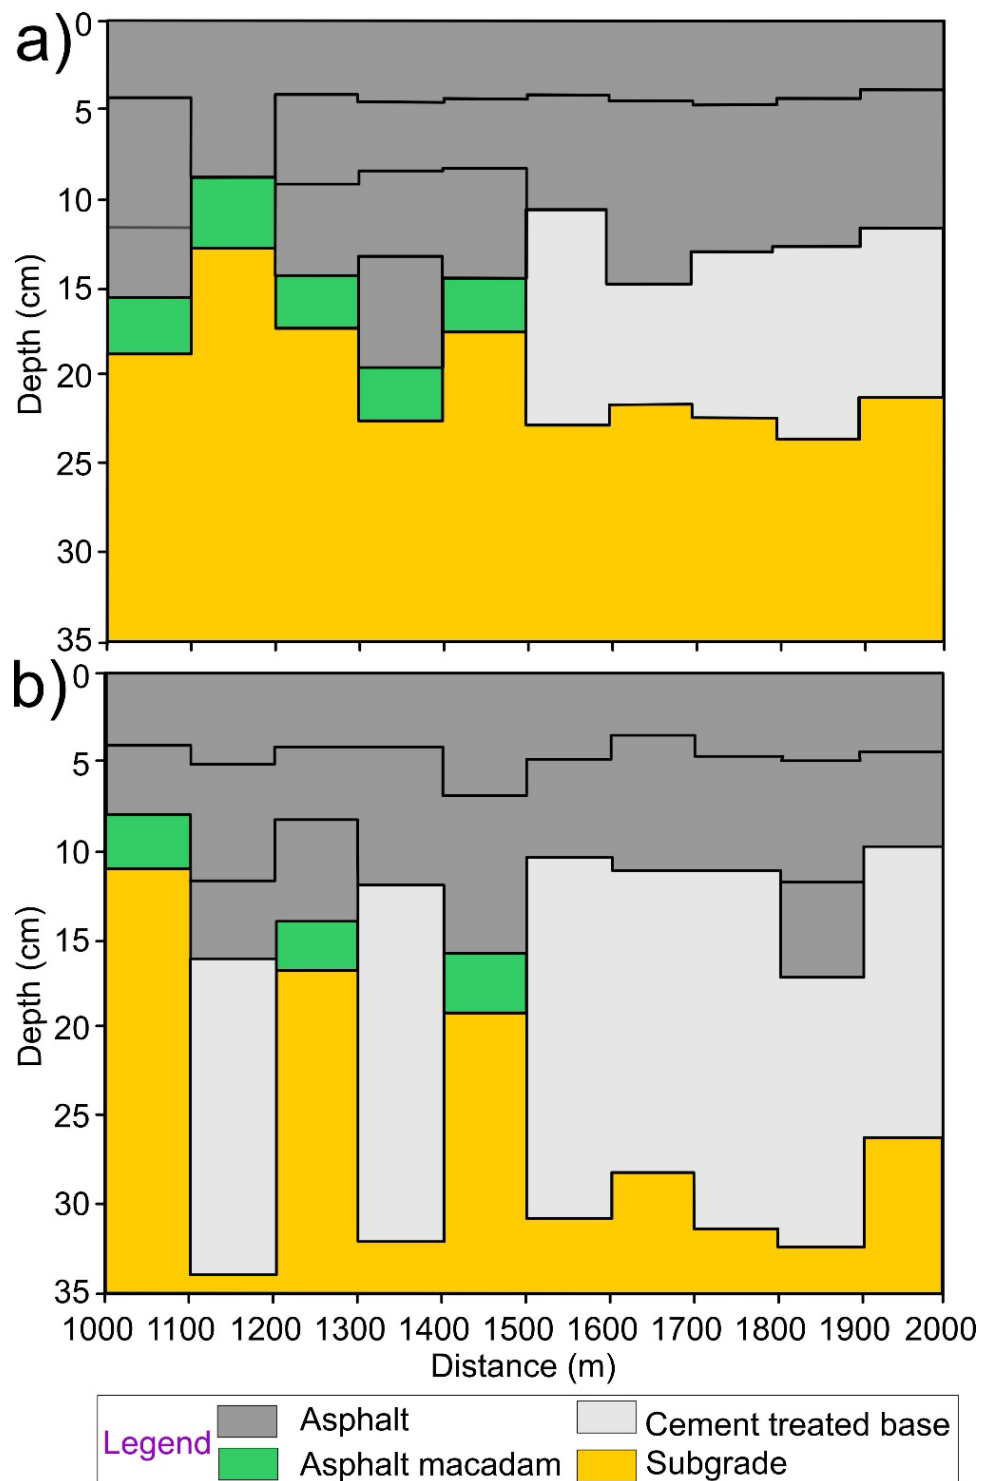 a)
0
5
10
15
20
25
30
35
Depth (cm)
b)
0
5
10
15
20
25
30
35
Depth (cm)
1000 1100 1200 1300 1400 1500 1600 1700 1800 1900 2000
Distance (m)
Legend
Asphalt
Cement treated base
Asphalt macadam
Subgrade